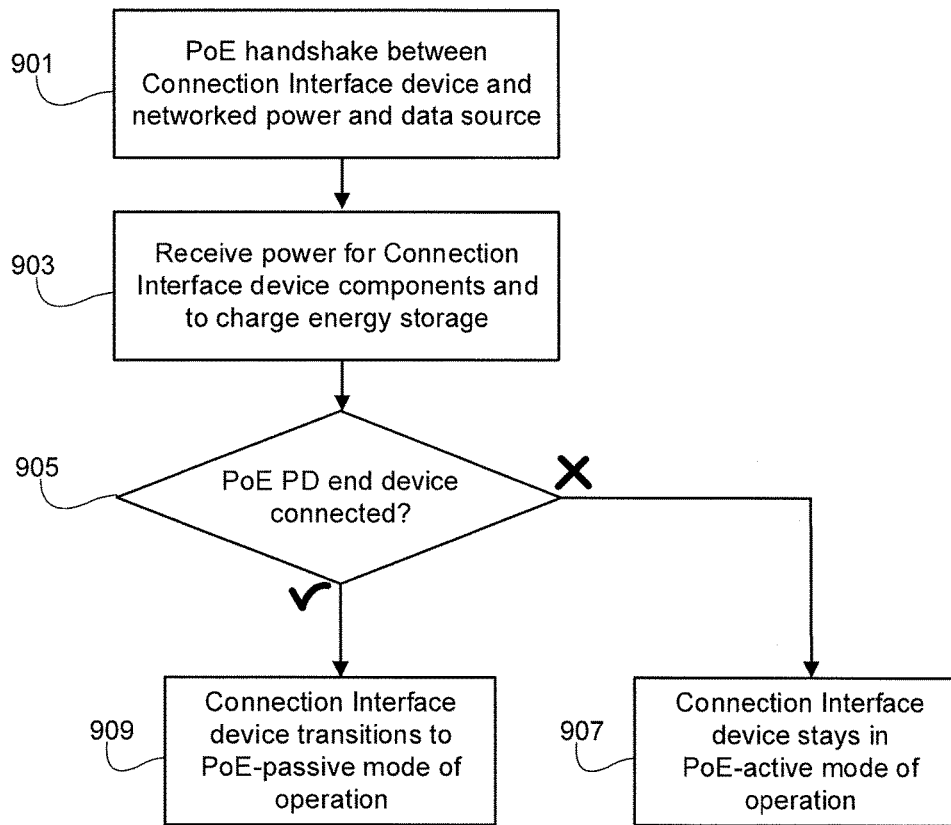 901
PoE handshake between
Connection Interface device and
networked power and data source
903
Receive power for Connection
Interface device components and
to charge energy storage
905
PoE PD end device
connected?
909
Connection Interface
device transitions to
PoE-passive mode of
operation
907
Connection Interface
device stays in
PoE-active mode of
operation